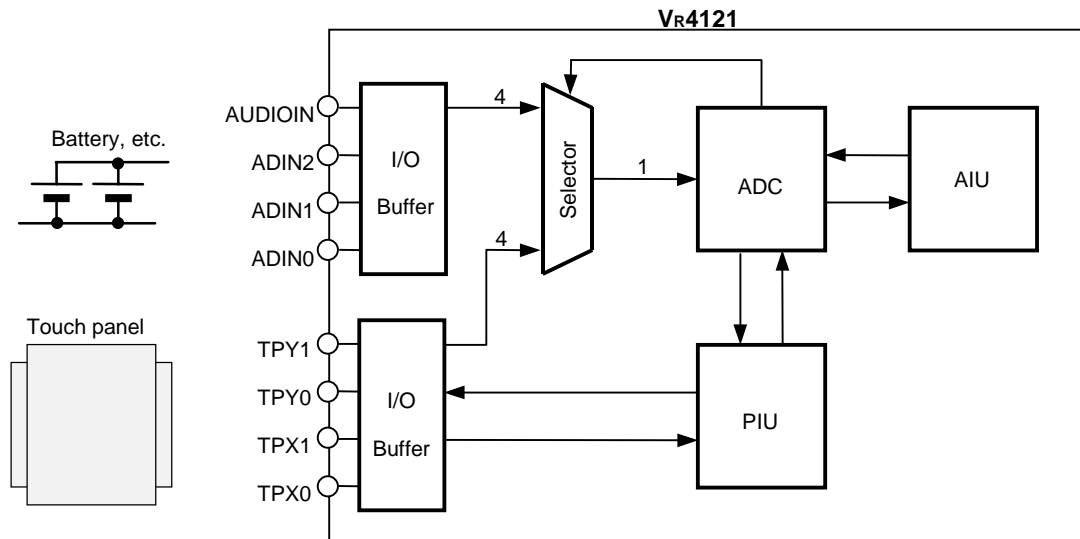 VR4121
AUDIOIN
4
Battery, etc.
ADIN2
I/O
Buffer
ADIN1
ADIN0
Selector
1
ADC
AIU
4
Touch panel
TPY1
TPY0
I/O
Buffer
TPX1
TPX0
PIU